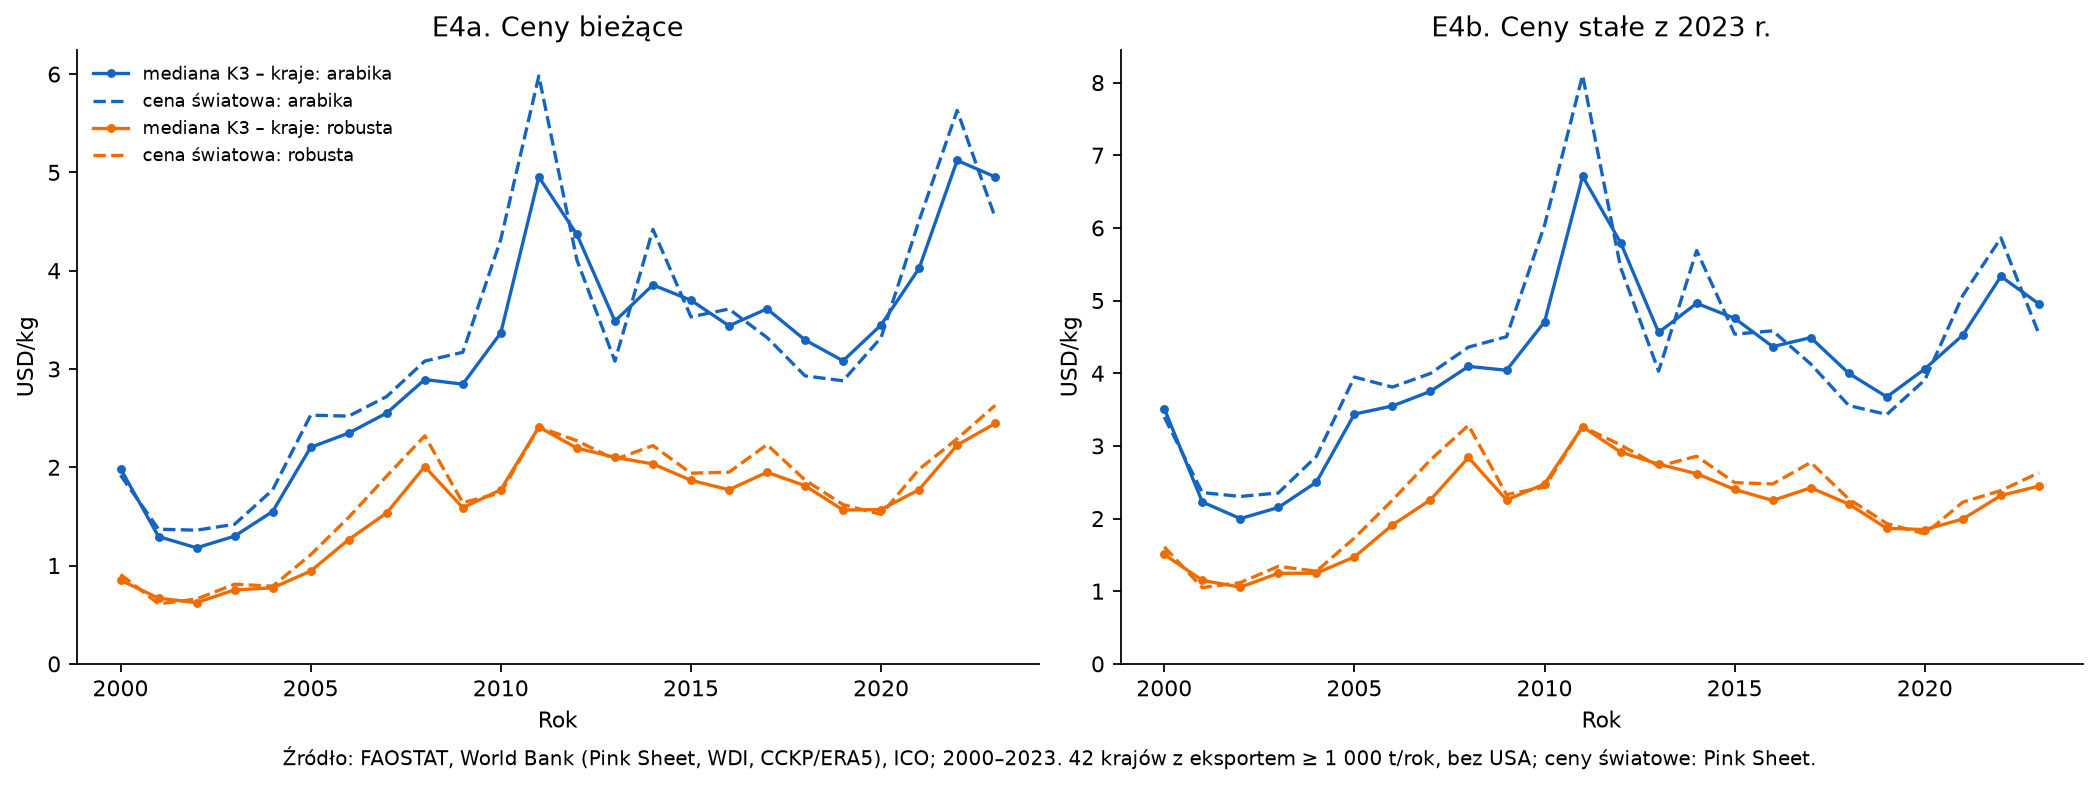 E4a. Ceny bieżące
6
5
4
3
2
1
0
USD/kg
mediana K3 – kraje: arabika
cena światowa: arabika
mediana K3 – kraje: robusta
cena światowa: robusta
2000 2005 2010 2015 2020
Rok
E4b. Ceny stałe z 2023 r.
8
7
6
5
4
3
2
1
0
USD/kg
2000 2005 2010 2015 2020
Rok
Źródło: FAOSTAT, World Bank (Pink Sheet, WDI, CCKP/ERA5), ICO; 2000–2023. 42 krajów z eksportem ≥ 1 000 t/rok, bez USA; ceny światowe: Pink Sheet.